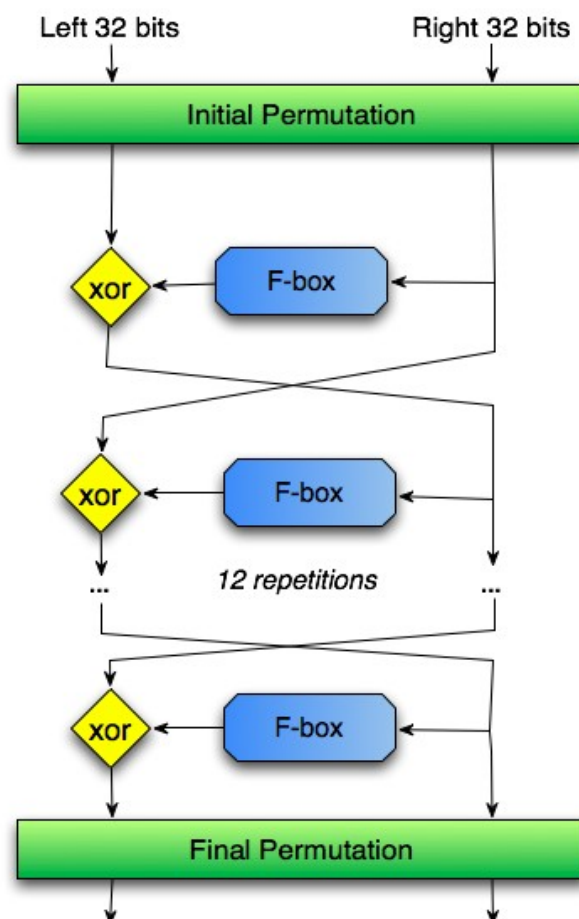 Left 32 bits Right 32 bits
Initial Permutation
xor F-box
xor F-box
... 12 repetitions ...
xor F-box
Final Permutation